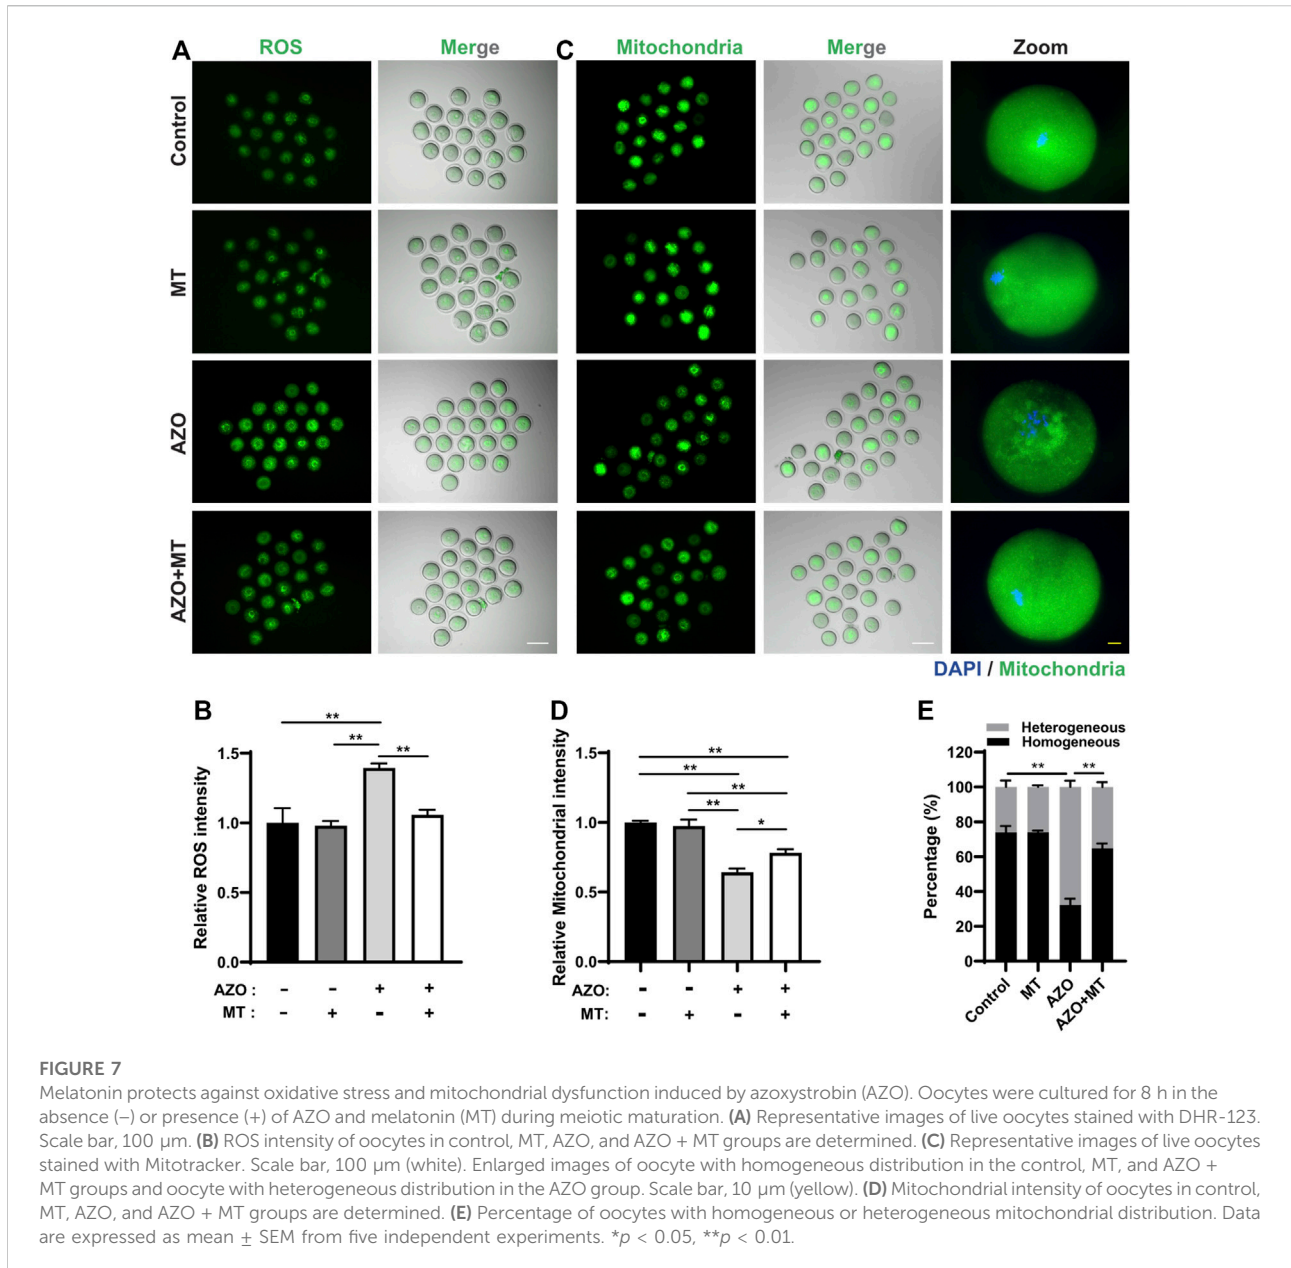 A
ROS
Merge
C
Mitochondria
Merge
Zoom
Control
MT
AZO
AZO+MT
DAPI / Mitochondria
B
Relative ROS intensity
1.5
1.0
0.5
0.0
**
**
**
AZO : – – + +
MT : – + – +
D
Relative Mitochondrial intensity
1.5
1.0
0.5
0.0
**
**
**
**
*
AZO: - - + +
MT: - + - +
E
Heterogeneous
Homogeneous
Percentage (%)
120
100
80
60
40
20
0
**
**
Control
MT
AZO
AZO+MT
FIGURE 7
Melatonin protects against oxidative stress and mitochondrial dysfunction induced by azoxystrobin (AZO). Oocytes were cultured for 8 h in the
absence (–) or presence (+) of AZO and melatonin (MT) during meiotic maturation. (A) Representative images of live oocytes stained with DHR-123.
Scale bar, 100 µm. (B) ROS intensity of oocytes in control, MT, AZO, and AZO + MT groups are determined. (C) Representative images of live oocytes
stained with Mitotracker. Scale bar, 100 µm (white). Enlarged images of oocyte with homogeneous distribution in the control, MT, and AZO +
MT groups and oocyte with heterogeneous distribution in the AZO group. Scale bar, 10 µm (yellow). (D) Mitochondrial intensity of oocytes in control,
MT, AZO, and AZO + MT groups are determined. (E) Percentage of oocytes with homogeneous or heterogeneous mitochondrial distribution. Data
are expressed as mean ± SEM from five independent experiments. *p < 0.05, **p < 0.01.